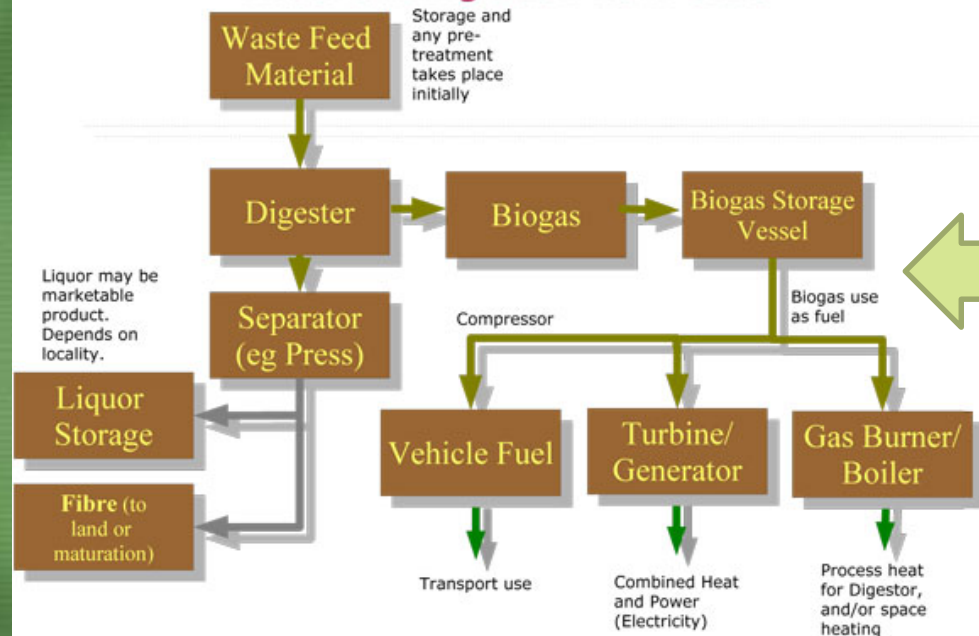 Waste Feed
Material
Storage and
any pre-
treatment
takes place
initially
Digester
Biogas
Biogas Storage
Vessel
Liquor may be
marketable
product.
Depends on
locality.
Separator
(eg Press)
Compressor
Biogas use
as fuel
Liquor
Storage
Vehicle Fuel
Turbine/
Generator
Gas Burner/
Boiler
Fibre (to
land or
maturation)
Transport use
Combined Heat
and Power
(Electricity)
Process heat
for Digestor,
and/or space
heating